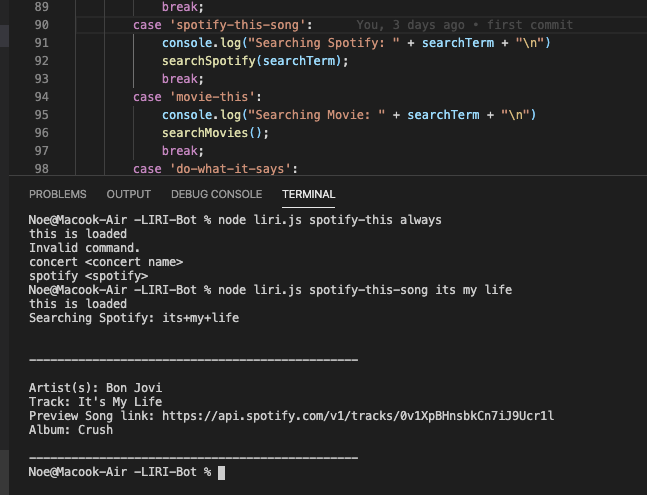 89 break;
90 case 'spotify-this-song': You, 3 days ago • first commit
91 console.log("Searching Spotify: " + searchTerm + "\n")
92 searchSpotify(searchTerm);
93 break;
94 case 'movie-this':
95 console.log("Searching Movie: " + searchTerm + "\n")
96 searchMovies();
97 break;
98 case 'do-what-it-says':
PROBLEMS OUTPUT DEBUG CONSOLE TERMINAL
Noe@Macook-Air -LIRI-Bot % node liri.js spotify-this always
this is loaded
Invalid command.
concert <concert name>
spotify <spotify>
Noe@Macook-Air -LIRI-Bot % node liri.js spotify-this-song its my life
this is loaded
Searching Spotify: its+my+life
----------------------------------------------
Artist(s): Bon Jovi
Track: It's My Life
Preview Song link: https://api.spotify.com/v1/tracks/0v1XpBHnsbkCn7iJ9Ucr1l
Album: Crush
----------------------------------------------
Noe@Macook-Air -LIRI-Bot %